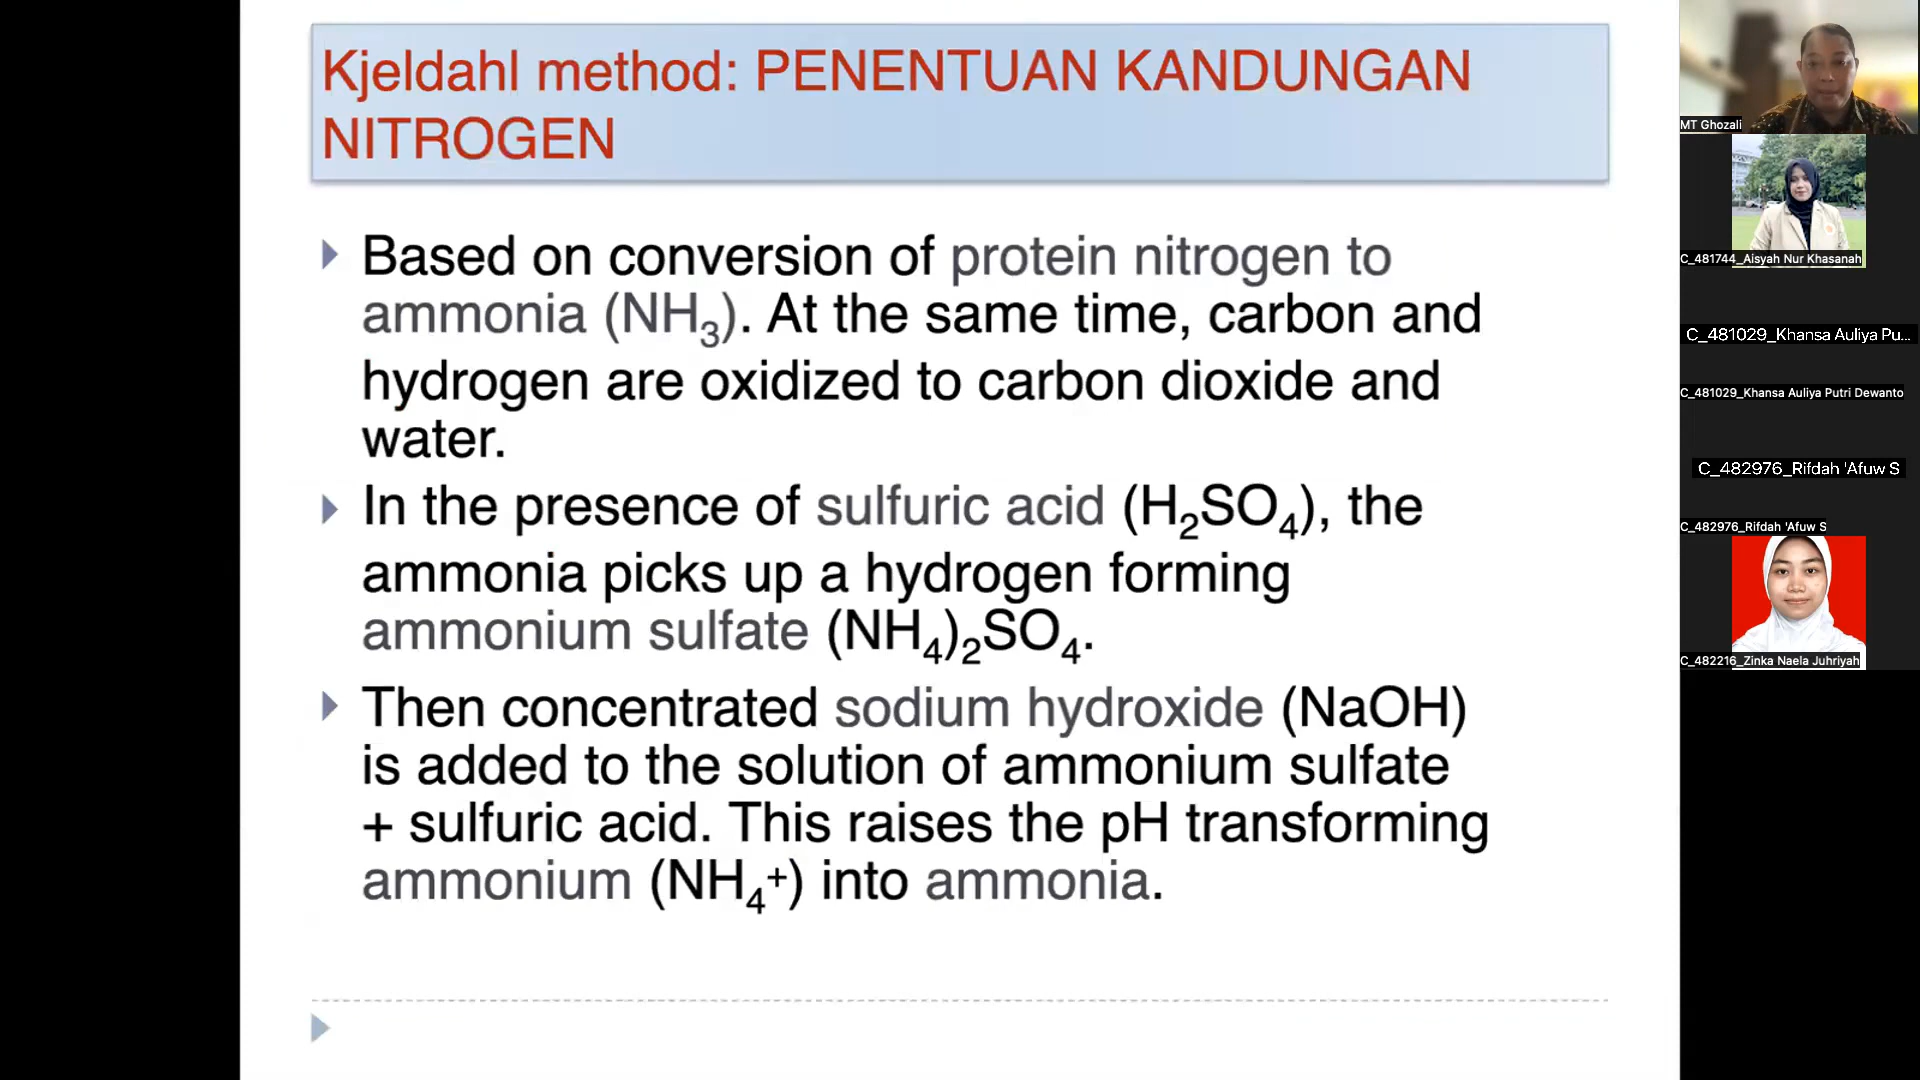 Kjeldahl method: PENENTUAN KANDUNGAN
NITROGEN
Based on conversion of protein nitrogen to
ammonia (NH₃). At the same time, carbon and
hydrogen are oxidized to carbon dioxide and
water.
In the presence of sulfuric acid (H₂SO₄), the
ammonia picks up a hydrogen forming
ammonium sulfate (NH₄)₂SO₄.
Then concentrated sodium hydroxide (NaOH)
is added to the solution of ammonium sulfate
+ sulfuric acid. This raises the pH transforming
ammonium (NH₄⁺) into ammonia.
MT Ghozali
C_481744_Aisyah Nur Khasanah
C_481029_Khansa Auliya Pu...
C_481029_Khansa Auliya Putri Dewanto
C_482976_Rifdah 'Afuw S
C_482976_Rifdah 'Afuw S
C_482216_Zinka Naela Juhriyah